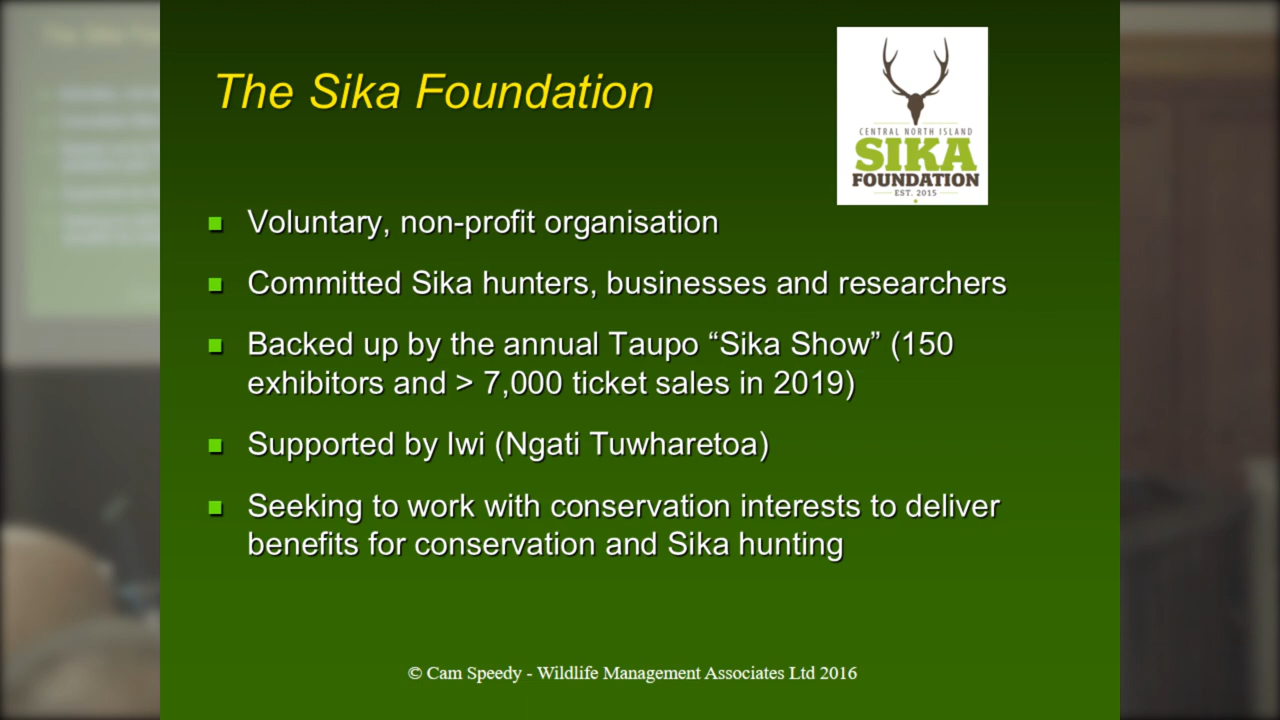 The Sika Foundation
CENTRAL NORTH ISLAND
SIKA
FOUNDATION
EST. 2015
Voluntary, non-profit organisation
Committed Sika hunters, businesses and researchers
Backed up by the annual Taupo “Sika Show” (150
exhibitors and > 7,000 ticket sales in 2019)
Supported by Iwi (Ngati Tuwharetoa)
Seeking to work with conservation interests to deliver
benefits for conservation and Sika hunting
© Cam Speedy - Wildlife Management Associates Ltd 2016